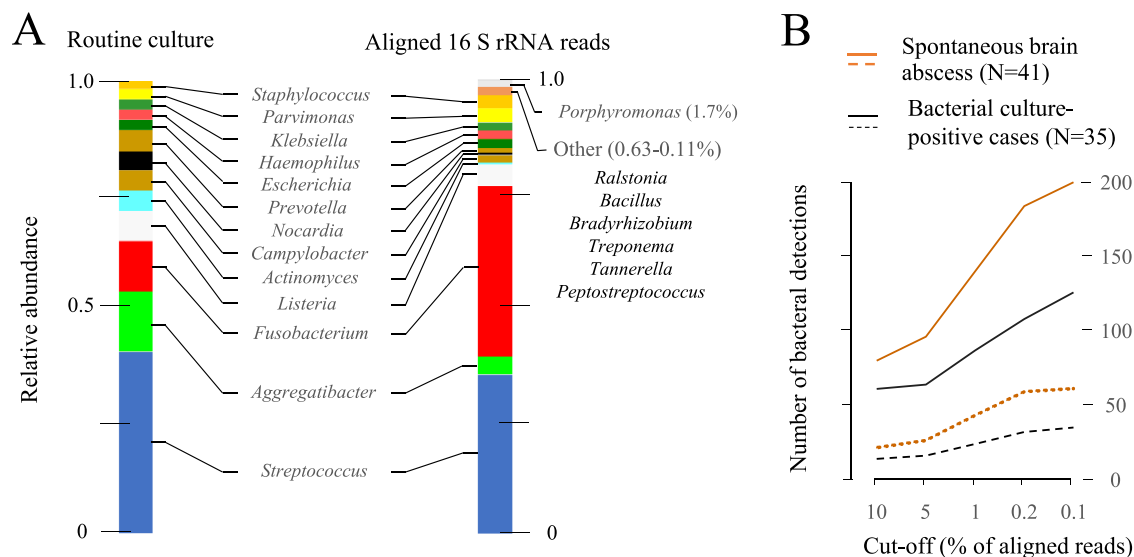 A
Routine culture
Aligned 16 S rRNA reads
Relative abundance
1.0
0.5
0
Staphylococcus
Parvimonas
Klebsiella
Haemophilus
Escherichia
Prevotella
Nocardia
Campylobacter
Actinomyces
Listeria
Fusobacterium
Aggregatibacter
Streptococcus
1.0
0
Porphyromonas (1.7%)
Other (0.63-0.11%)
Ralstonia
Bacillus
Bradyrhizobium
Treponema
Tannerella
Peptostreptococcus
B
Spontaneous brain
abscess (N=41)
Bacterial culture-
positive cases (N=35)
Number of bacteral detections
200
150
100
50
0
10 5 1 0.2 0.1
Cut-off (% of aligned reads)